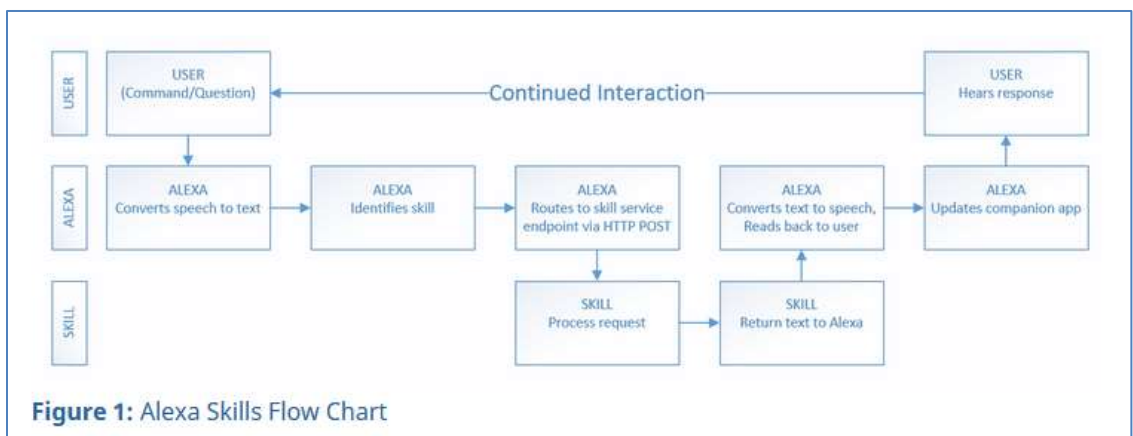 USER
USER
(Command/Question)
Continued Interaction
USER
Hears response
ALEXA
ALEXA
Converts speech to text
ALEXA
Identifies skill
ALEXA
Routes to skill service
endpoint via HTTP POST
ALEXA
Converts text to speech,
Reads back to user
ALEXA
Updates companion app
SKILL
SKILL
Process request
SKILL
Return text to Alexa
Figure 1: Alexa Skills Flow Chart